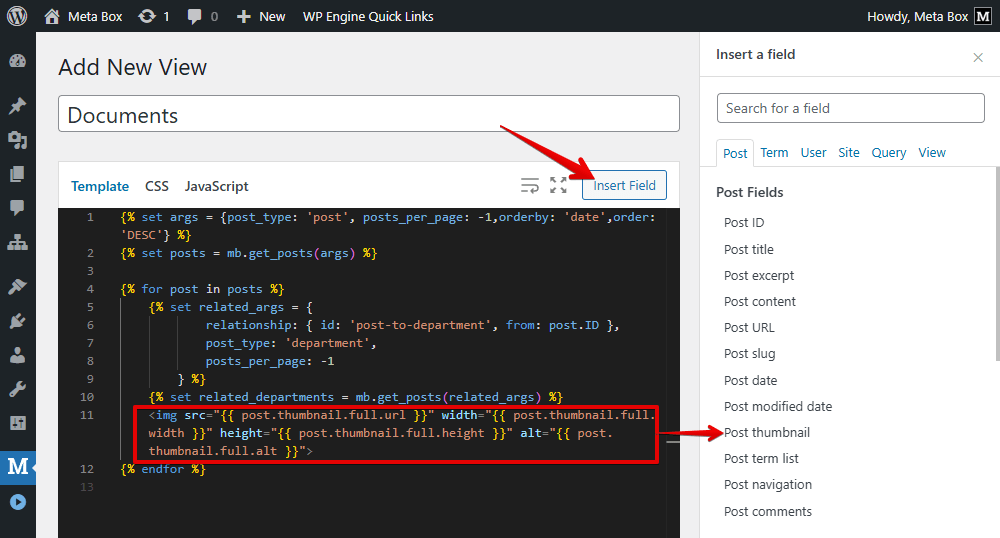 Meta Box 1 0 New WP Engine Quick Links Howdy, Meta Box M
Add New View
Documents
Template CSS JavaScript Insert Field
1 {% set args = {post_type: 'post', posts_per_page: -1,orderby: 'date',order:
'DESC'} %}
2 {% set posts = mb.get_posts(args) %}
3
4 {% for post in posts %}
5 {% set related_args = {
6 relationship: { id: 'post-to-department', from: post.ID },
7 post_type: 'department',
8 posts_per_page: -1
9 } %}
10 {% set related_departments = mb.get_posts(related_args) %}
11 <img src="{{ post.thumbnail.full.url }}" width="{{ post.thumbnail.full.
width }}" height="{{ post.thumbnail.full.height }}" alt="{{ post.
thumbnail.full.alt }}">
12 {% endfor %}
13
M
Insert a field
Search for a field
Post Term User Site Query View
Post Fields
Post ID
Post title
Post excerpt
Post content
Post URL
Post slug
Post date
Post modified date
Post thumbnail
Post term list
Post navigation
Post comments